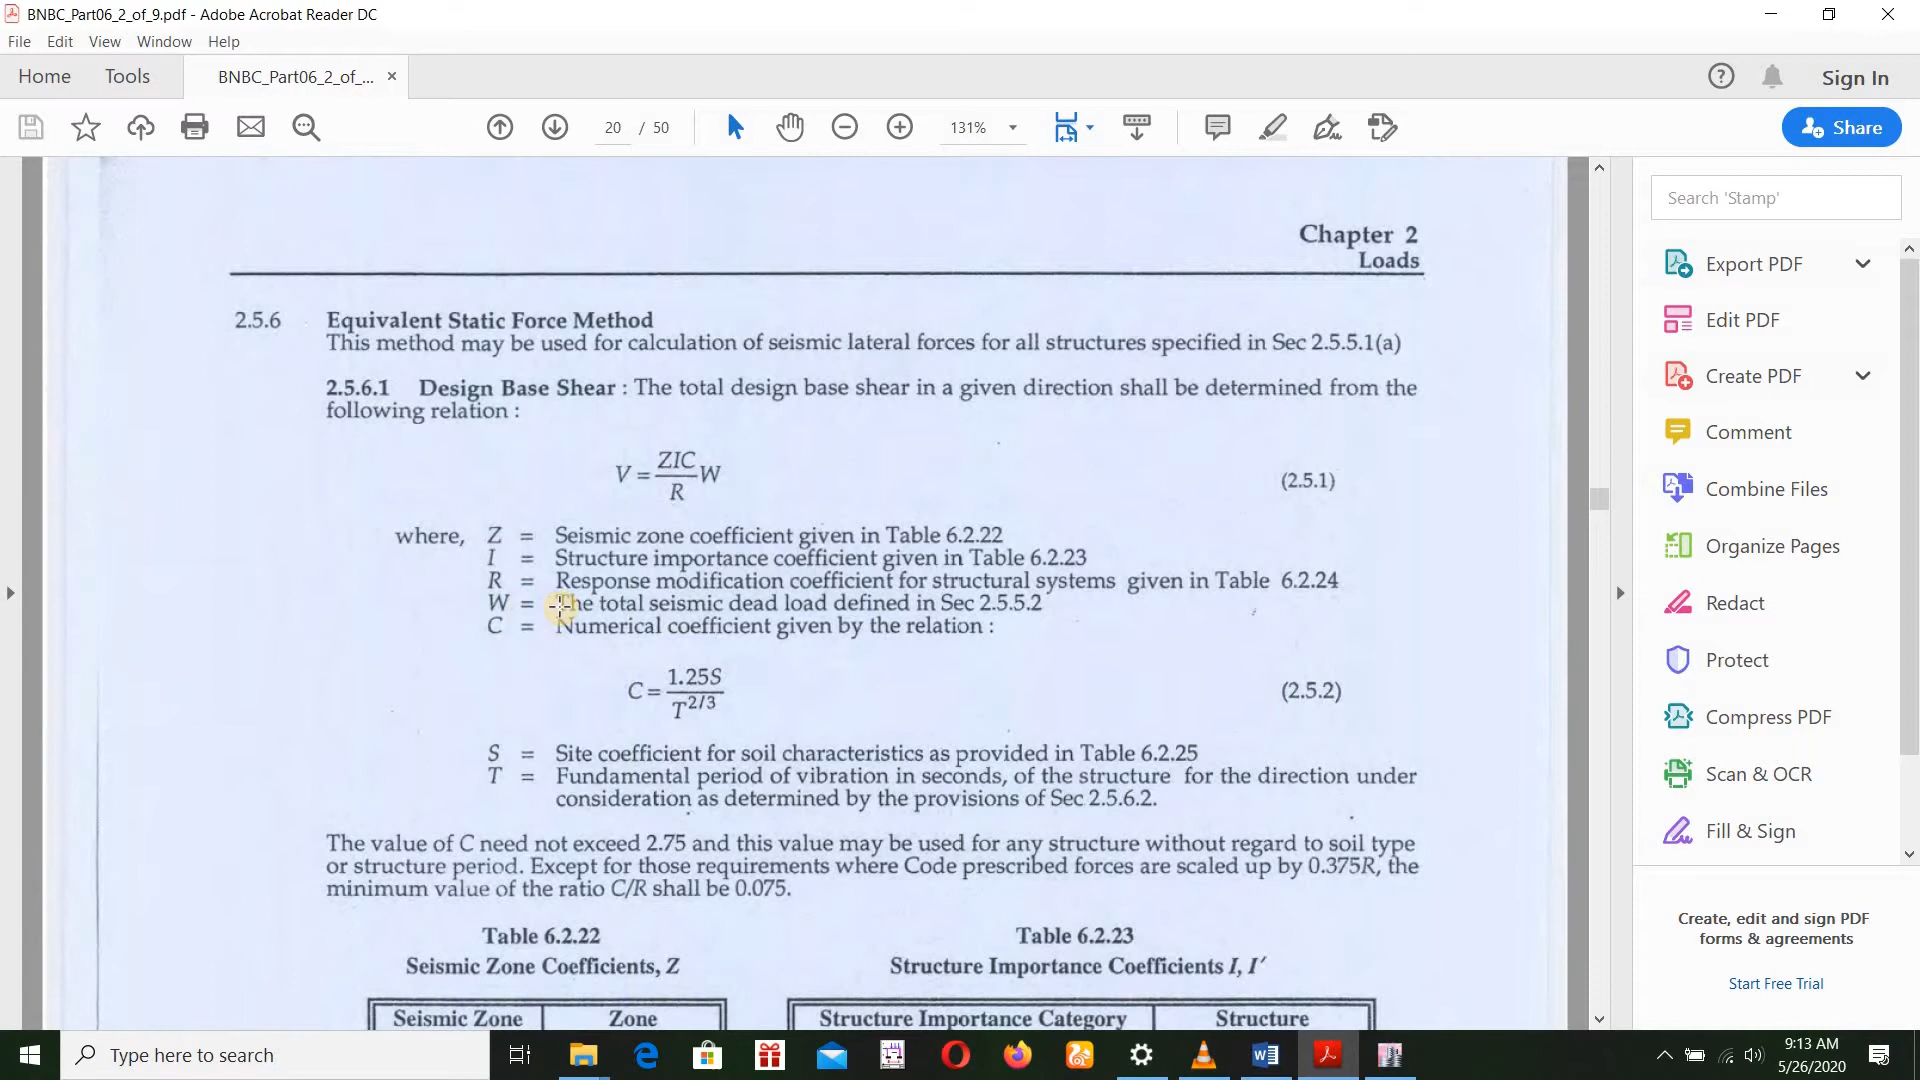 BNBC_Part06_2_of_9.pdf - Adobe Acrobat Reader DC
File Edit View Window Help
Home Tools BNBC_Part06_2_of_... × Sign In
20 / 50 131% Share
Search 'Stamp'
Export PDF
Edit PDF
Create PDF
Comment
Combine Files
Organize Pages
Redact
Protect
Compress PDF
Scan & OCR
Fill & Sign
Create, edit and sign PDF
forms & agreements
Start Free Trial
Chapter 2
Loads
2.5.6 Equivalent Static Force Method
This method may be used for calculation of seismic lateral forces for all structures specified in Sec 2.5.5.1(a)
2.5.6.1 Design Base Shear : The total design base shear in a given direction shall be determined from the
following relation :
V = ZIC/R W (2.5.1)
where, Z = Seismic zone coefficient given in Table 6.2.22
I = Structure importance coefficient given in Table 6.2.23
R = Response modification coefficient for structural systems given in Table 6.2.24
W = The total seismic dead load defined in Sec 2.5.5.2
C = Numerical coefficient given by the relation :
C = 1.25S/T^2/3 (2.5.2)
S = Site coefficient for soil characteristics as provided in Table 6.2.25
T = Fundamental period of vibration in seconds, of the structure for the direction under
consideration as determined by the provisions of Sec 2.5.6.2.
The value of C need not exceed 2.75 and this value may be used for any structure without regard to soil type
or structure period. Except for those requirements where Code prescribed forces are scaled up by 0.375R, the
minimum value of the ratio C/R shall be 0.075.
Table 6.2.22
Seismic Zone Coefficients, Z
Seismic Zone Zone
Table 6.2.23
Structure Importance Coefficients I, I′
Structure Importance Category Structure
Type here to search
9:13 AM
5/26/2020